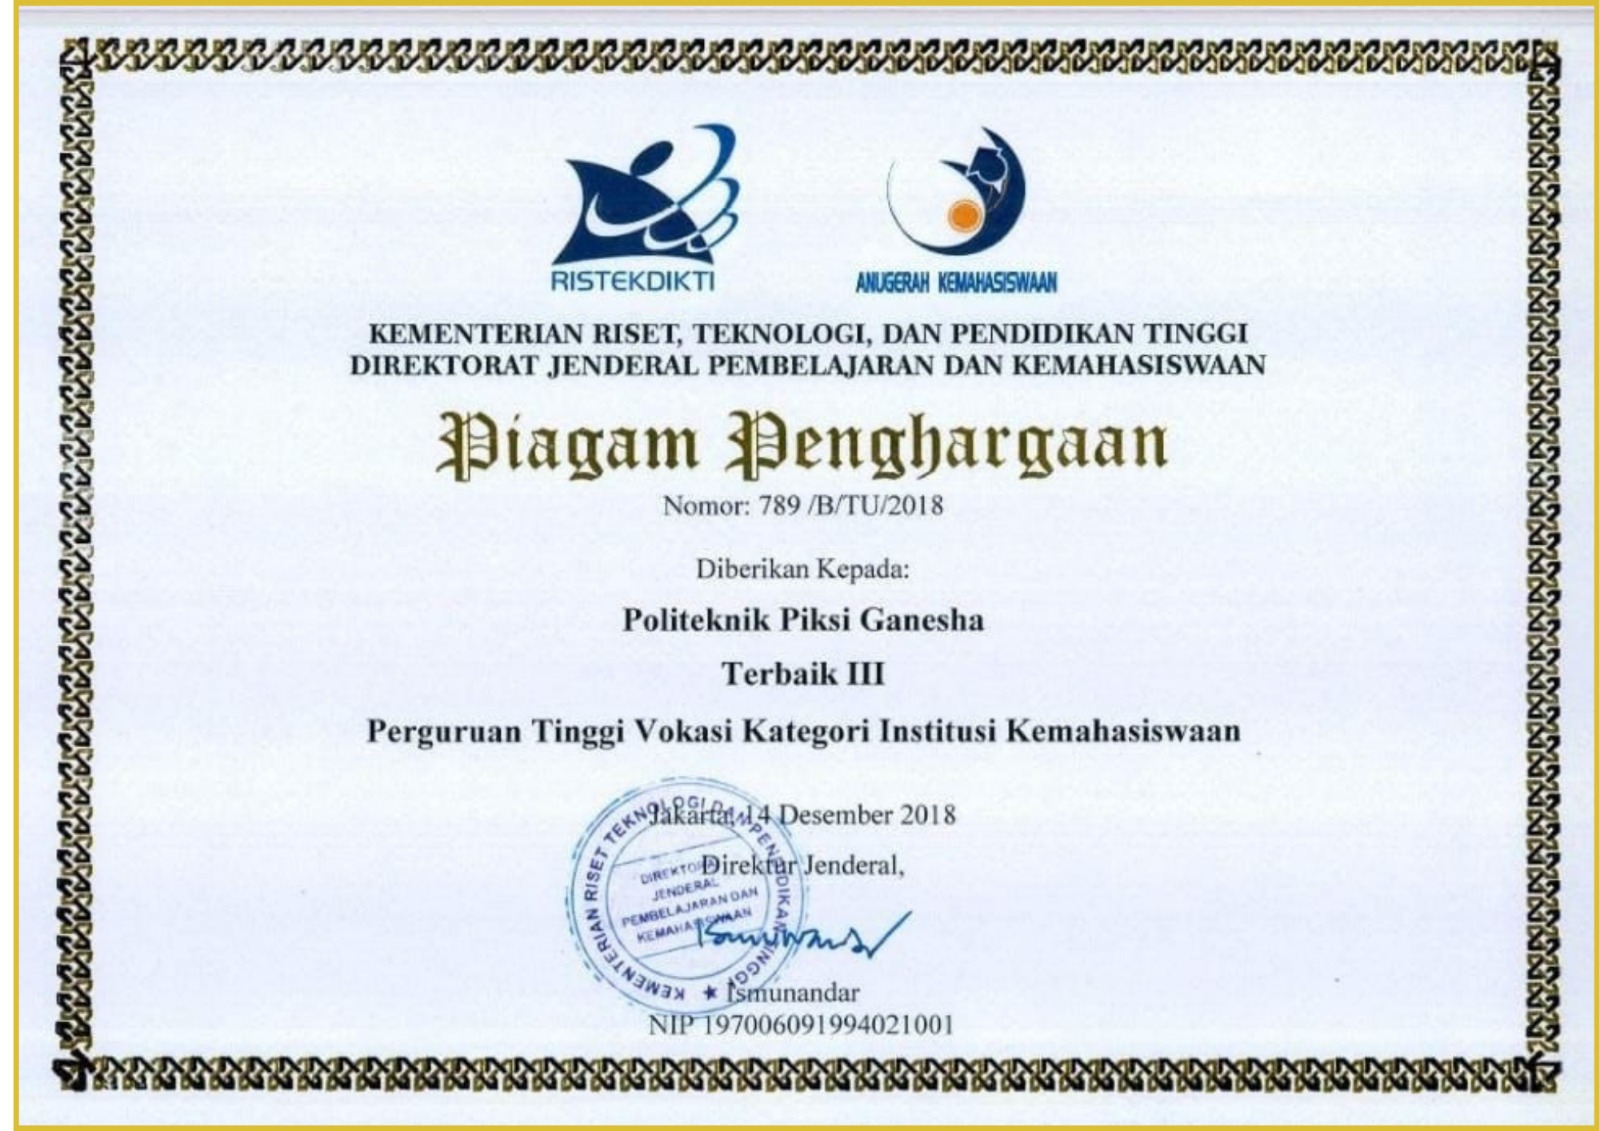 RISTEKDIKTI
ANUGERAH KEMAHASISWAAN
KEMENTERIAN RISET, TEKNOLOGI, DAN PENDIDIKAN TINGGI
DIREKTORAT JENDERAL PEMBELAJARAN DAN KEMAHASISWAAN
Piagam Penghargaan
Nomor: 789 /B/TU/2018
Diberikan Kepada:
Politeknik Piksi Ganesha
Terbaik III
Perguruan Tinggi Vokasi Kategori Institusi Kemahasiswaan
Jakarta, 14 Desember 2018
Direktur Jenderal,
KEMENTERIAN RISET TEKNOLOGI DAN PENDIDIKAN TINGGI
DIREKTORAT
JENDERAL
PEMBELAJARAN DAN
KEMAHASISWAAN
Ismunandar
Ismunandar
NIP 197006091994021001